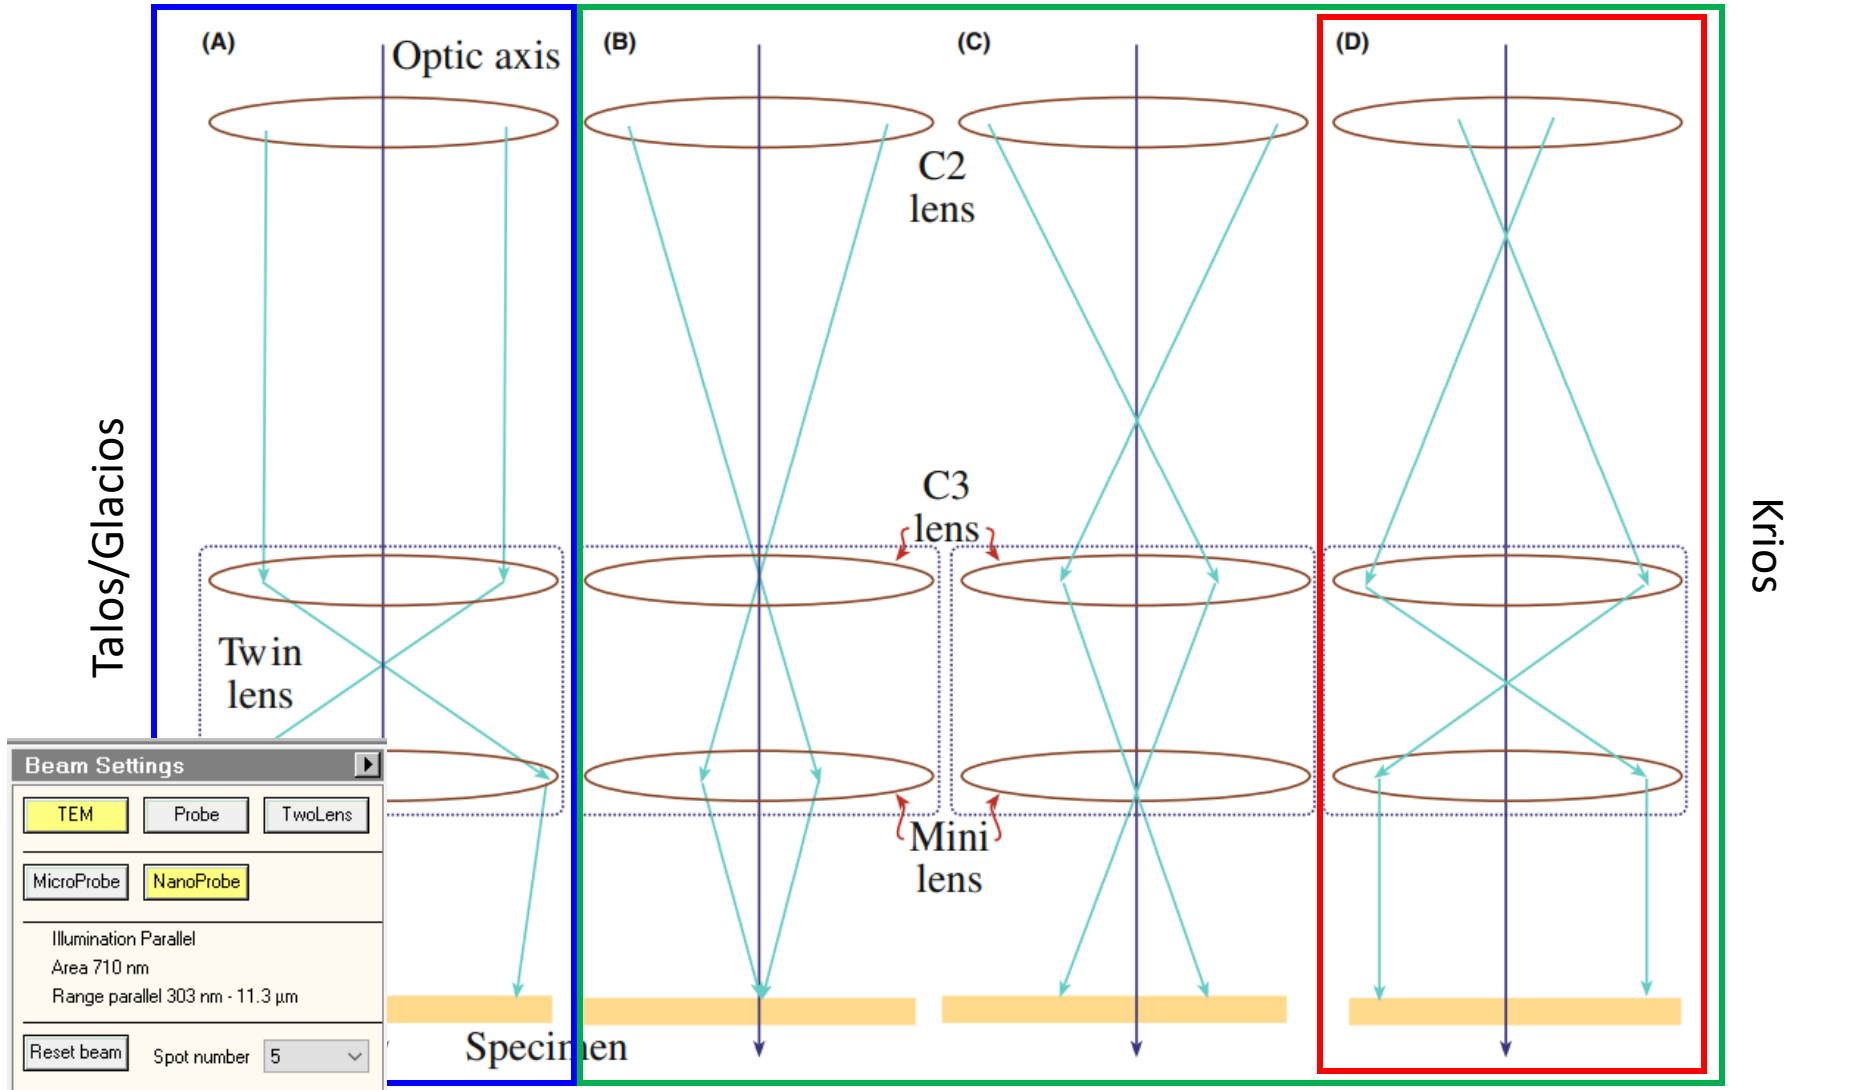 (A)
Optic axis
(B)
(C)
(D)
C2
lens
C3
lens
Talos/Glacios
Krios
Twin
lens
Mini
lens
Specimen
Beam Settings
TEM
Probe
TwoLens
MicroProbe
NanoProbe
Illumination Parallel
Area 710 nm
Range parallel 303 nm - 11.3 µm
Reset beam
Spot number
5